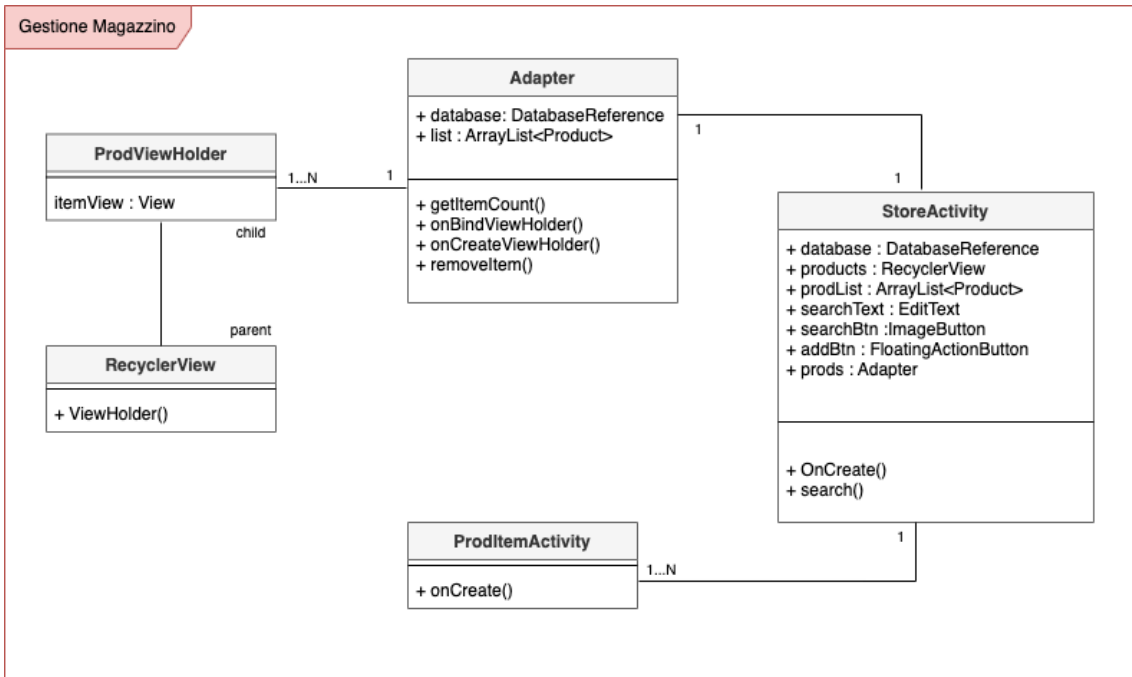 Gestione Magazzino
Adapter
+ database: DatabaseReference
+ list : ArrayList<Product>
+ getItemCount()
+ onBindViewHolder()
+ onCreateViewHolder()
+ removeItem()
1
1
ProdViewHolder
itemView : View
1...N
1
child
parent
RecyclerView
+ ViewHolder()
StoreActivity
+ database : DatabaseReference
+ products : RecyclerView
+ prodList : ArrayList<Product>
+ searchText : EditText
+ searchBtn :ImageButton
+ addBtn : FloatingActionButton
+ prods : Adapter
+ OnCreate()
+ search()
1
1...N
ProdItemActivity
+ onCreate()